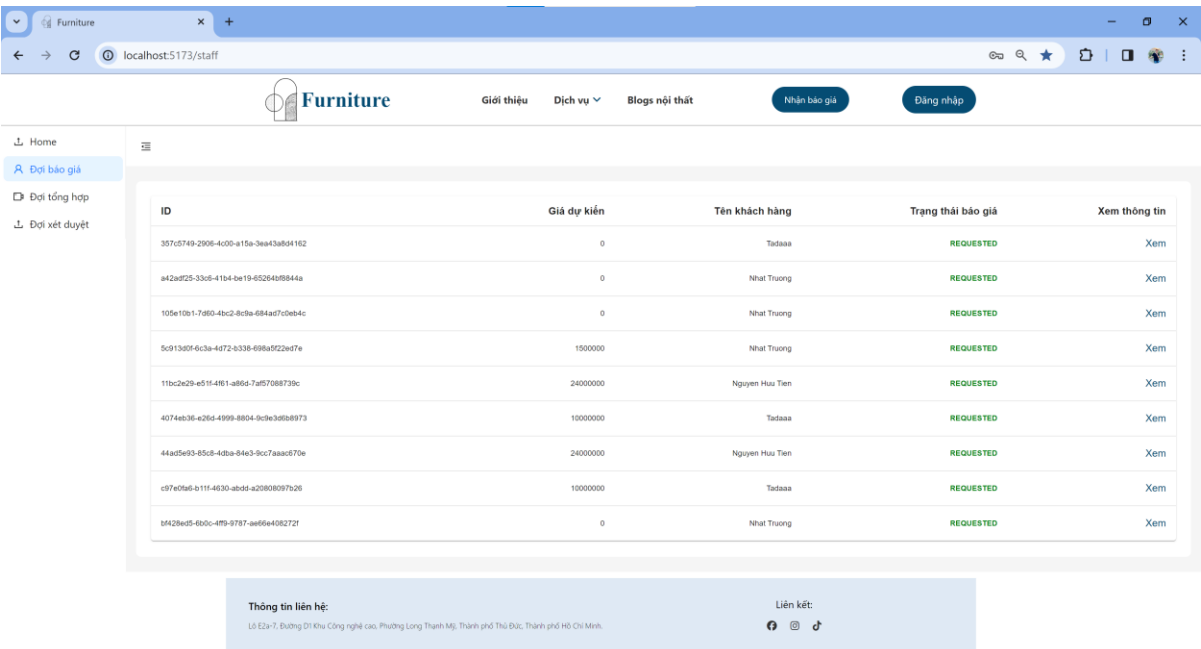 Furniture
localhost:5173/staff
Furniture
Giới thiệu
Dịch vụ
Blogs nội thất
Nhận báo giá
Đăng nhập
Home
Đợi báo giá
Đợi tổng hợp
Đợi xét duyệt
ID Giá dự kiến Tên khách hàng Trạng thái báo giá Xem thông tin
357c5749-2906-4c00-a15a-3ea43a8d4162 0 Tadaaa REQUESTED Xem
a42adf25-33c6-41b4-be19-65264bf8844a 0 Nhat Truong REQUESTED Xem
105e10b1-7d60-4bc2-8c9a-684ad7c0eb4c 0 Nhat Truong REQUESTED Xem
5c913d0f-6c3a-4d72-b338-698a5f22ed7e 1500000 Nhat Truong REQUESTED Xem
11bc2e29-e51f-4f61-a86d-7af57088739c 24000000 Nguyen Huu Tien REQUESTED Xem
4074eb36-e26d-4999-8804-9c9e3d6b8973 10000000 Tadaaa REQUESTED Xem
44ad5e93-85c8-4dba-84e3-9cc7aaac670e 24000000 Nguyen Huu Tien REQUESTED Xem
c97e0fa6-b11f-4630-abdd-a20808097b26 10000000 Tadaaa REQUESTED Xem
bf428ed5-6b0c-4ff9-9787-ae66e408272f 0 Nhat Truong REQUESTED Xem
Thông tin liên hệ:
Lô E2a-7, Đường D1 Khu Công nghệ cao, Phường Long Thạnh Mỹ, Thành phố Thủ Đức, Thành phố Hồ Chí Minh.
Liên kết: